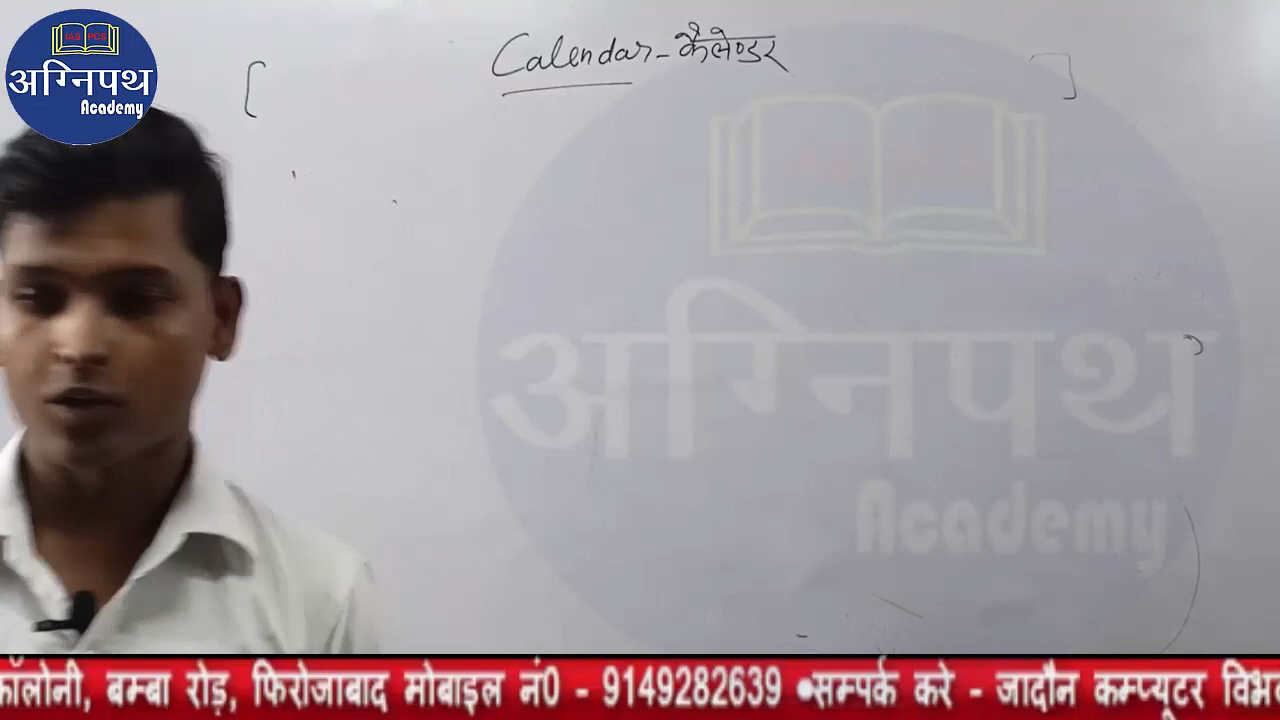 IAS PCS
अग्निपथ
Academy
Calendar - कैलेण्डर
अग्निपथ
Academy
कॉलोनी, बम्बा रोड़, फिरोजाबाद मोबाइल नं0 - 9149282639 •सम्पर्क करे - जादौन कम्प्यूटर विभव